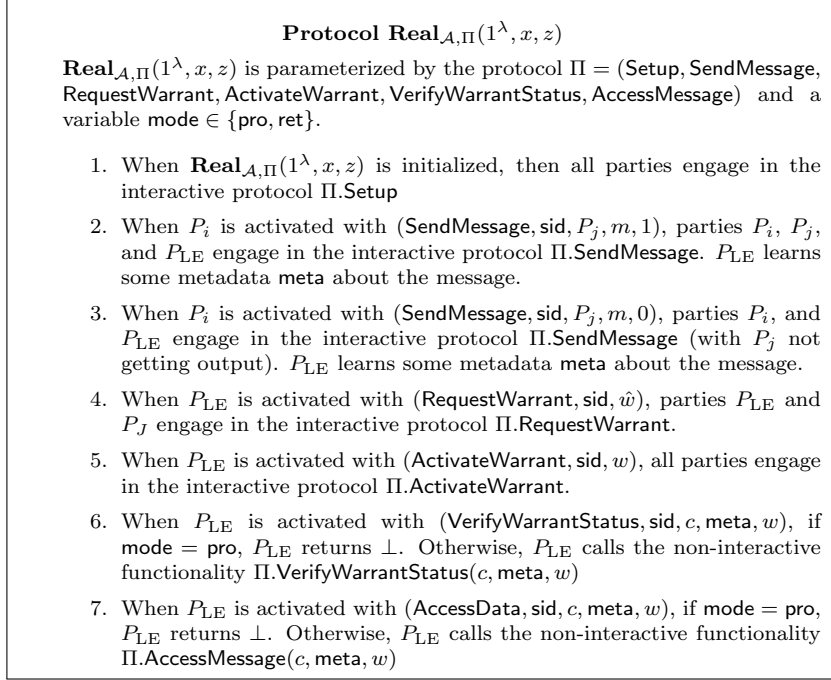 Protocol Real𝒜,Π(1^λ, x, z)
Real𝒜,Π(1^λ, x, z) is parameterized by the protocol Π = (Setup, SendMessage,
RequestWarrant, ActivateWarrant, VerifyWarrantStatus, AccessMessage) and a
variable mode ∈ {pro, ret}.
1. When Real𝒜,Π(1^λ, x, z) is initialized, then all parties engage in the
interactive protocol Π.Setup
2. When P_i is activated with (SendMessage, sid, P_j, m, 1), parties P_i, P_j,
and P_LE engage in the interactive protocol Π.SendMessage. P_LE learns
some metadata meta about the message.
3. When P_i is activated with (SendMessage, sid, P_j, m, 0), parties P_i, and
P_LE engage in the interactive protocol Π.SendMessage (with P_j not
getting output). P_LE learns some metadata meta about the message.
4. When P_LE is activated with (RequestWarrant, sid, ŵ), parties P_LE and
P_J engage in the interactive protocol Π.RequestWarrant.
5. When P_LE is activated with (ActivateWarrant, sid, w), all parties engage
in the interactive protocol Π.ActivateWarrant.
6. When P_LE is activated with (VerifyWarrantStatus, sid, c, meta, w), if
mode = pro, P_LE returns ⊥. Otherwise, P_LE calls the non-interactive
functionality Π.VerifyWarrantStatus(c, meta, w)
7. When P_LE is activated with (AccessData, sid, c, meta, w), if mode = pro,
P_LE returns ⊥. Otherwise, P_LE calls the non-interactive functionality
Π.AccessMessage(c, meta, w)